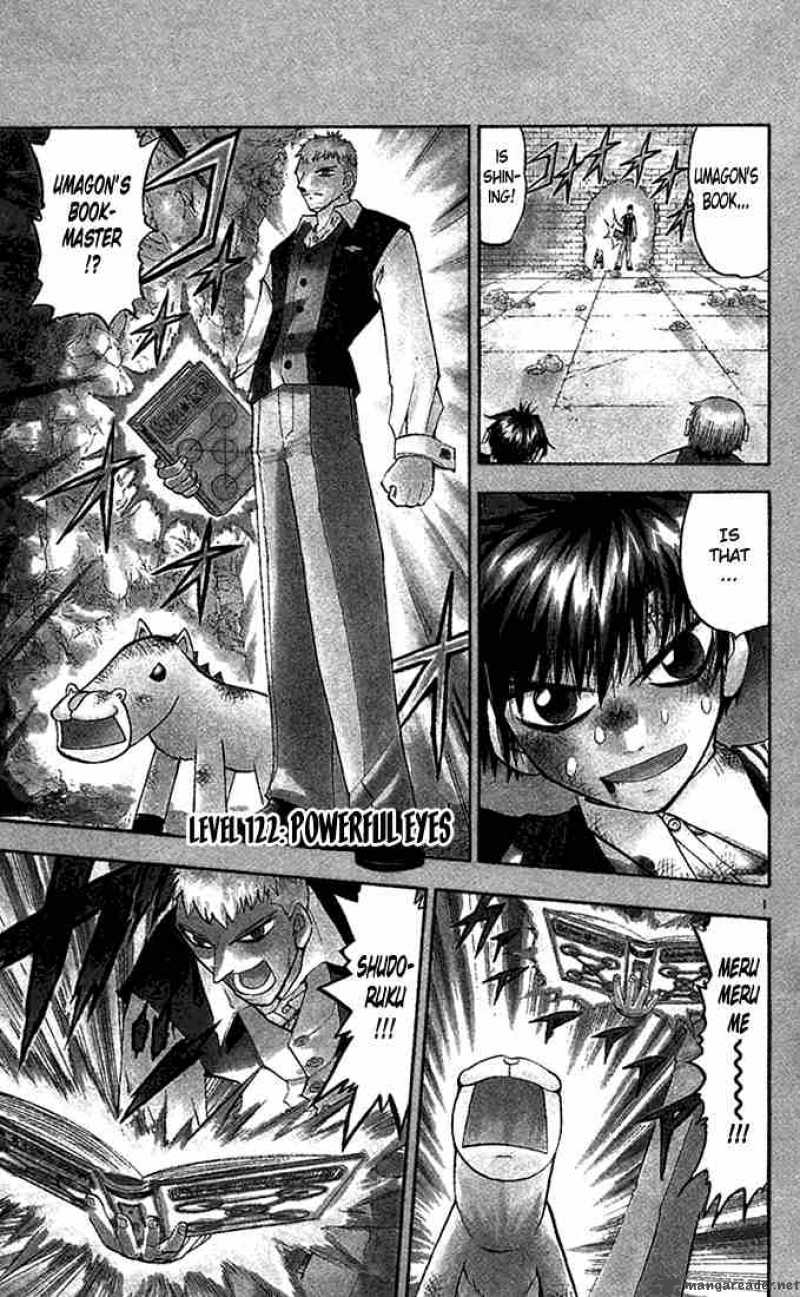 UMAGON'S
BOOK...
IS
SHIN-
ING!
IS
THAT
...
UMAGON'S
BOOK-
MASTER
!?
LEVEL 122: POWERFUL EYES
1
MERU
MERU
ME
!!!
SHUDO-
RUKU
!!!
mangareader.net